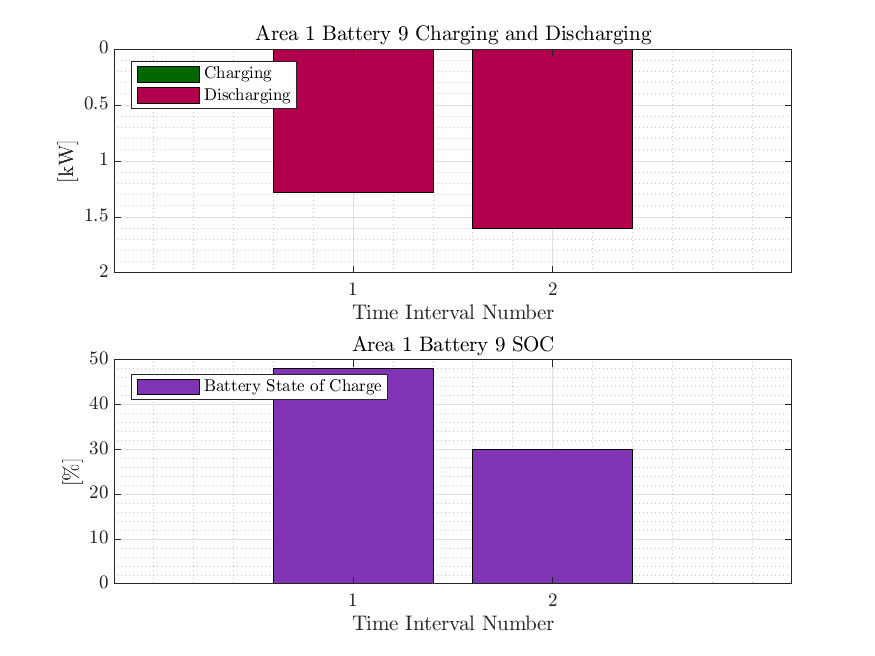 Area 1 Battery 9 Charging and Discharging
0
0.5
1
1.5
2
[kW]
Charging
Discharging
1 2
Time Interval Number
Area 1 Battery 9 SOC
50
40
30
20
10
0
[%]
Battery State of Charge
1 2
Time Interval Number